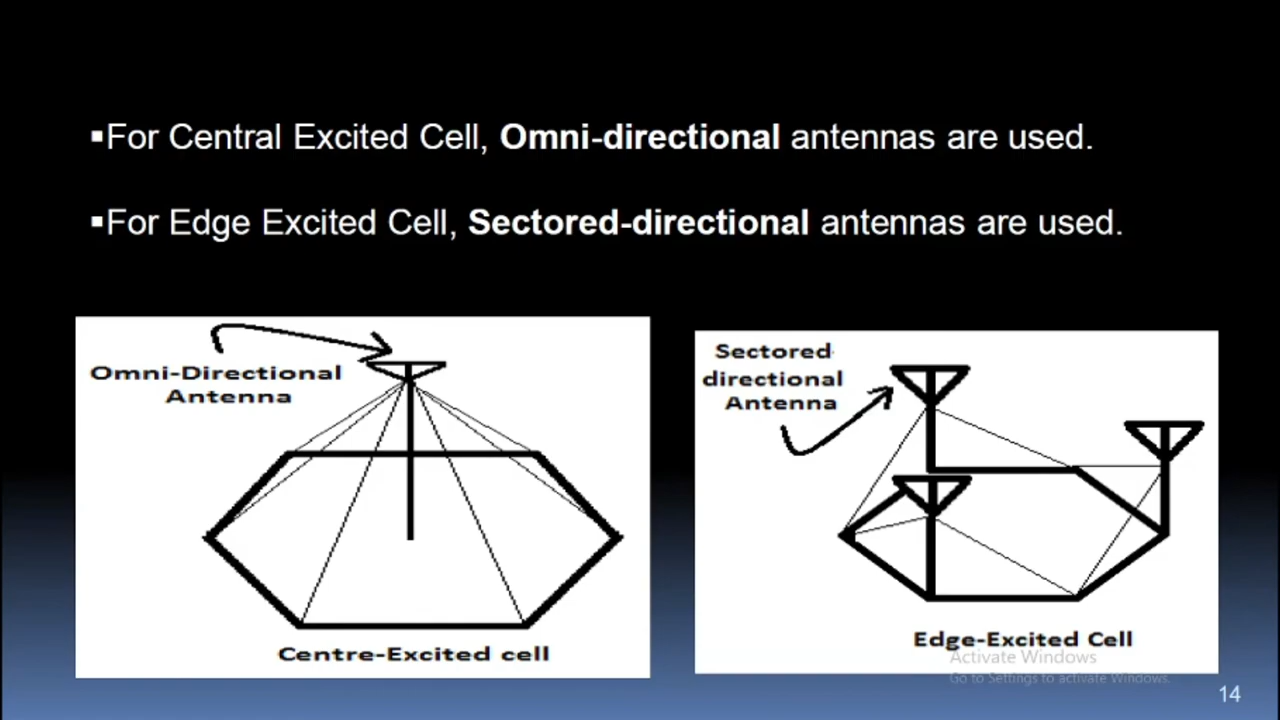 ▪For Central Excited Cell, Omni-directional antennas are used.
▪For Edge Excited Cell, Sectored-directional antennas are used.
Omni-Directional
Antenna
Centre-Excited cell
Sectored
directional
Antenna
Edge-Excited Cell
Activate Windows
Go to Settings to activate Windows.
14